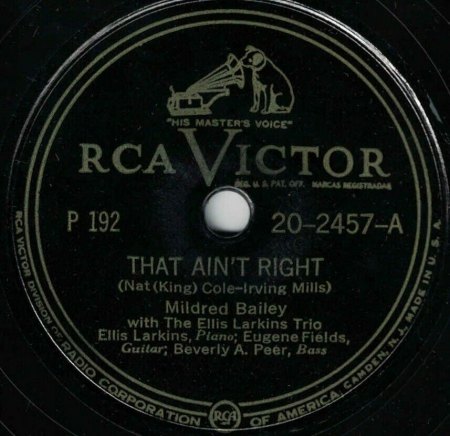 "HIS MASTER'S VOICE"
RCA VICTOR
REG. U. S. PAT. OFF. MARCAS REGISTRADAS
P 192 20-2457-A
THAT AIN'T RIGHT
(Nat (King) Cole-Irving Mills)
Mildred Bailey
with The Ellis Larkins Trio
Ellis Larkins, Piano; Eugene Fields,
Guitar; Beverly A. Peer, Bass
RCA VICTOR DIVISION OF RADIO CORPORATION OF AMERICA, CAMDEN, N. J., MADE IN U. S. A.
RCA